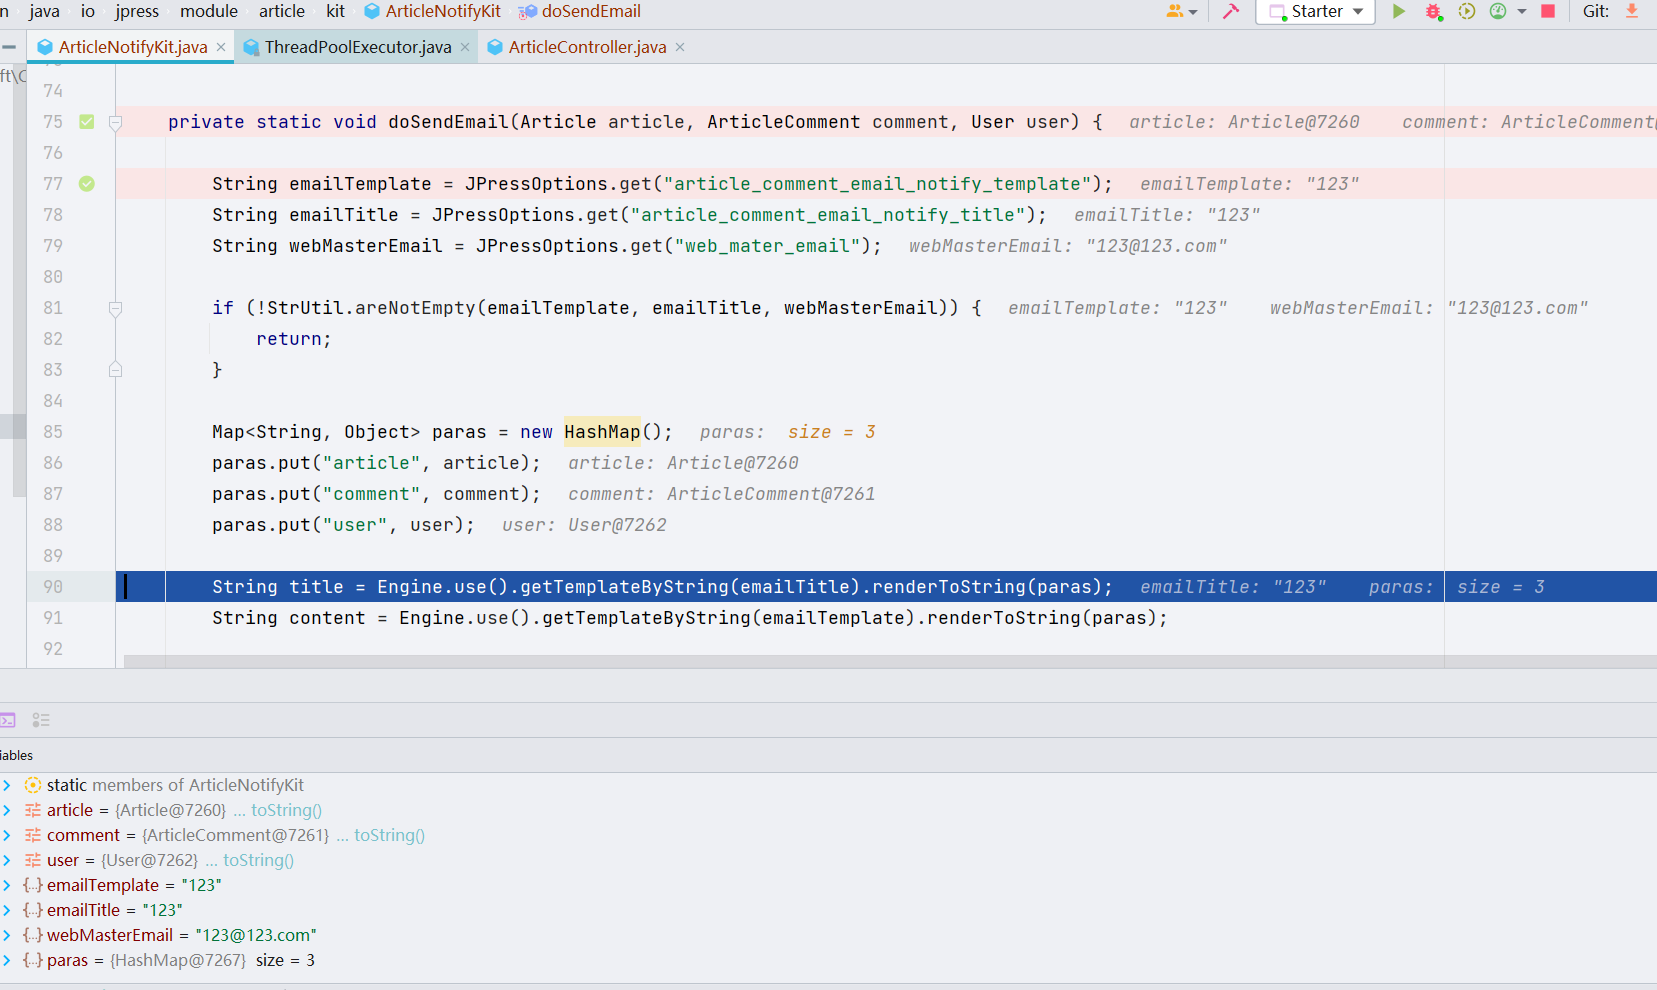 n java io jpress module article kit ArticleNotifyKit doSendEmail Starter Git:
ArticleNotifyKit.java ThreadPoolExecutor.java ArticleController.java
ft\C
74
75 private static void doSendEmail(Article article, ArticleComment comment, User user) { article: Article@7260 comment: ArticleComment@
76
77 String emailTemplate = JPressOptions.get("article_comment_email_notify_template"); emailTemplate: "123"
78 String emailTitle = JPressOptions.get("article_comment_email_notify_title"); emailTitle: "123"
79 String webMasterEmail = JPressOptions.get("web_mater_email"); webMasterEmail: "123@123.com"
80
81 if (!StrUtil.areNotEmpty(emailTemplate, emailTitle, webMasterEmail)) { emailTemplate: "123" webMasterEmail: "123@123.com"
82 return;
83 }
84
85 Map<String, Object> paras = new HashMap(); paras: size = 3
86 paras.put("article", article); article: Article@7260
87 paras.put("comment", comment); comment: ArticleComment@7261
88 paras.put("user", user); user: User@7262
89
90 String title = Engine.use().getTemplateByString(emailTitle).renderToString(paras); emailTitle: "123" paras: size = 3
91 String content = Engine.use().getTemplateByString(emailTemplate).renderToString(paras);
92
iables
static members of ArticleNotifyKit
article = {Article@7260} ... toString()
comment = {ArticleComment@7261} ... toString()
user = {User@7262} ... toString()
emailTemplate = "123"
emailTitle = "123"
webMasterEmail = "123@123.com"
paras = {HashMap@7267} size = 3